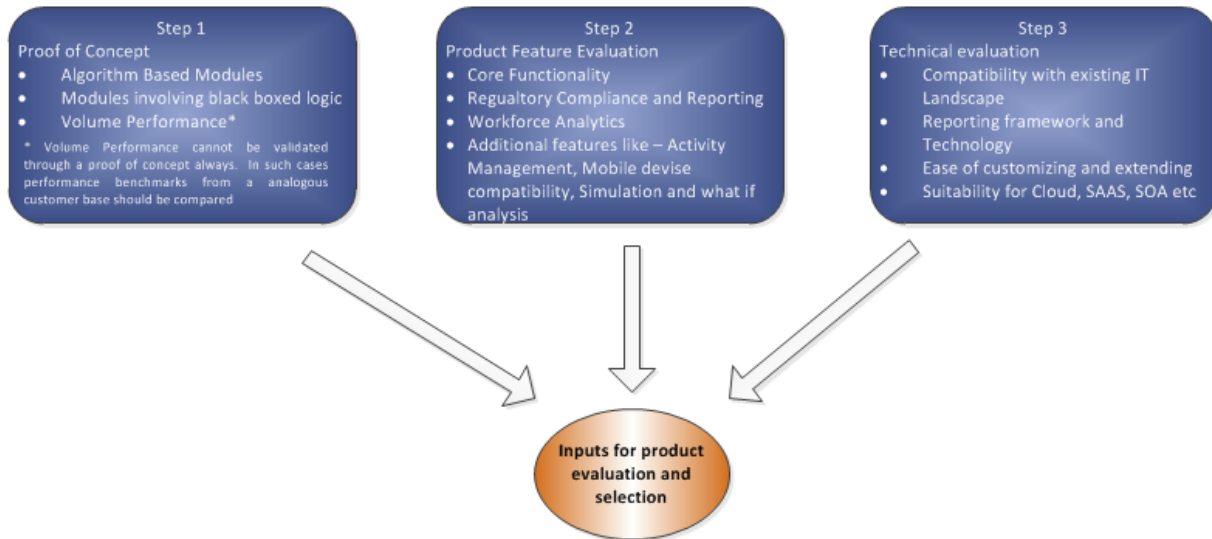 Step 1
Proof of Concept
• Algorithm Based Modules
• Modules involving black boxed logic
• Volume Performance*
* Volume Performance cannot be validated
through a proof of concept always. In such cases
performance benchmarks from a analogous
customer base should be compared
Step 2
Product Feature Evaluation
• Core Functionality
• Regualtory Compliance and Reporting
• Workforce Analytics
• Additional features like – Activity
Management, Mobile devise
compatibility, Simulation and what if
analysis
Step 3
Technical evaluation
• Compatibility with existing IT
Landscape
• Reporting framework and
Technology
• Ease of customizing and extending
• Suitability for Cloud, SAAS, SOA etc
Inputs for product
evaluation and
selection